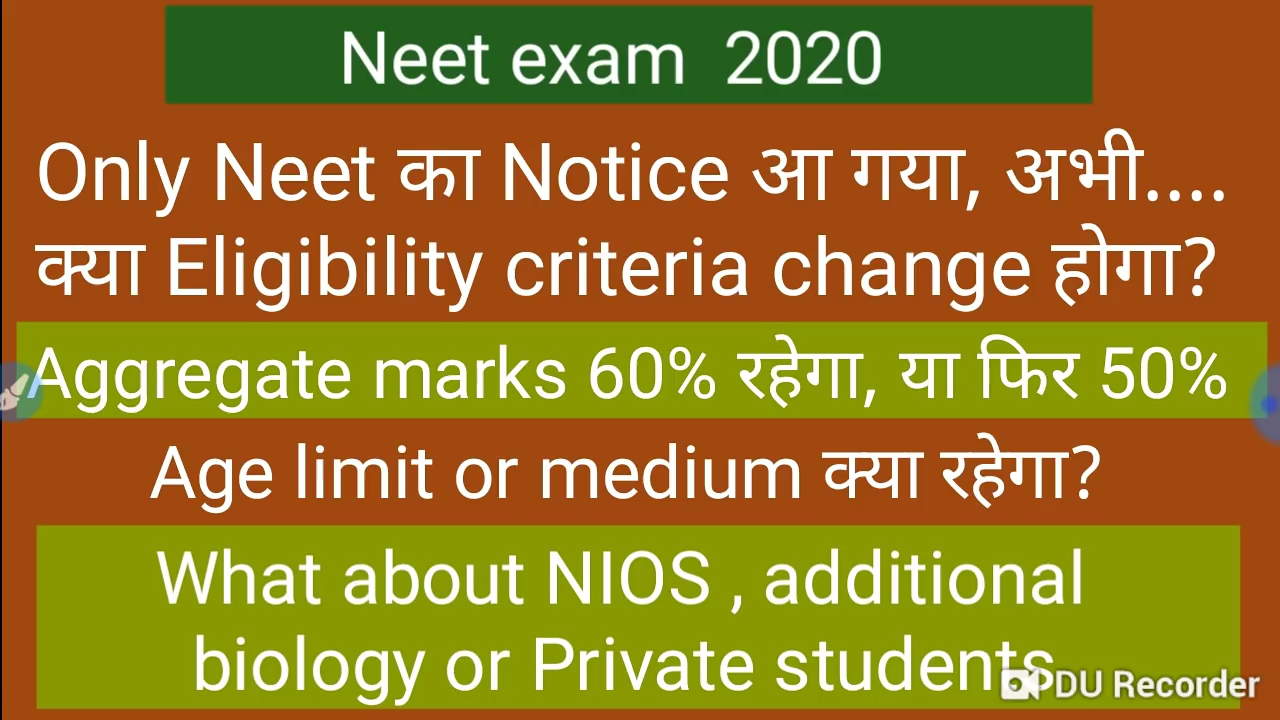 Neet exam 2020
Only Neet का Notice आ गया, अभी....
क्या Eligibility criteria change होगा?
Aggregate marks 60% रहेगा, या फिर 50%
Age limit or medium क्या रहेगा?
What about NIOS , additional
biology or Private students
DU Recorder